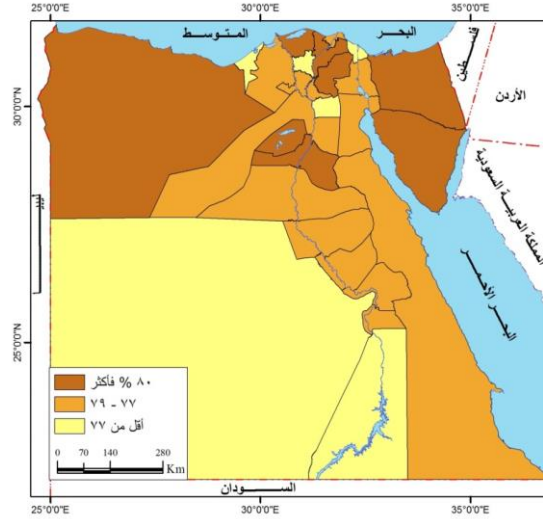 البحر
المتوسط
فلسطين
الأردن
المملكة العربية السعودية
البحر الأحمر
السودان
٨٠ % فأكثر
٧٧ - ٧٩
أقل من ٧٧
0 70 140 280
Km
30°0'0"N
25°0'0"N
25°0'0"E
30°0'0"E
35°0'0"E
25°0'0"E
30°0'0"E
35°0'0"E